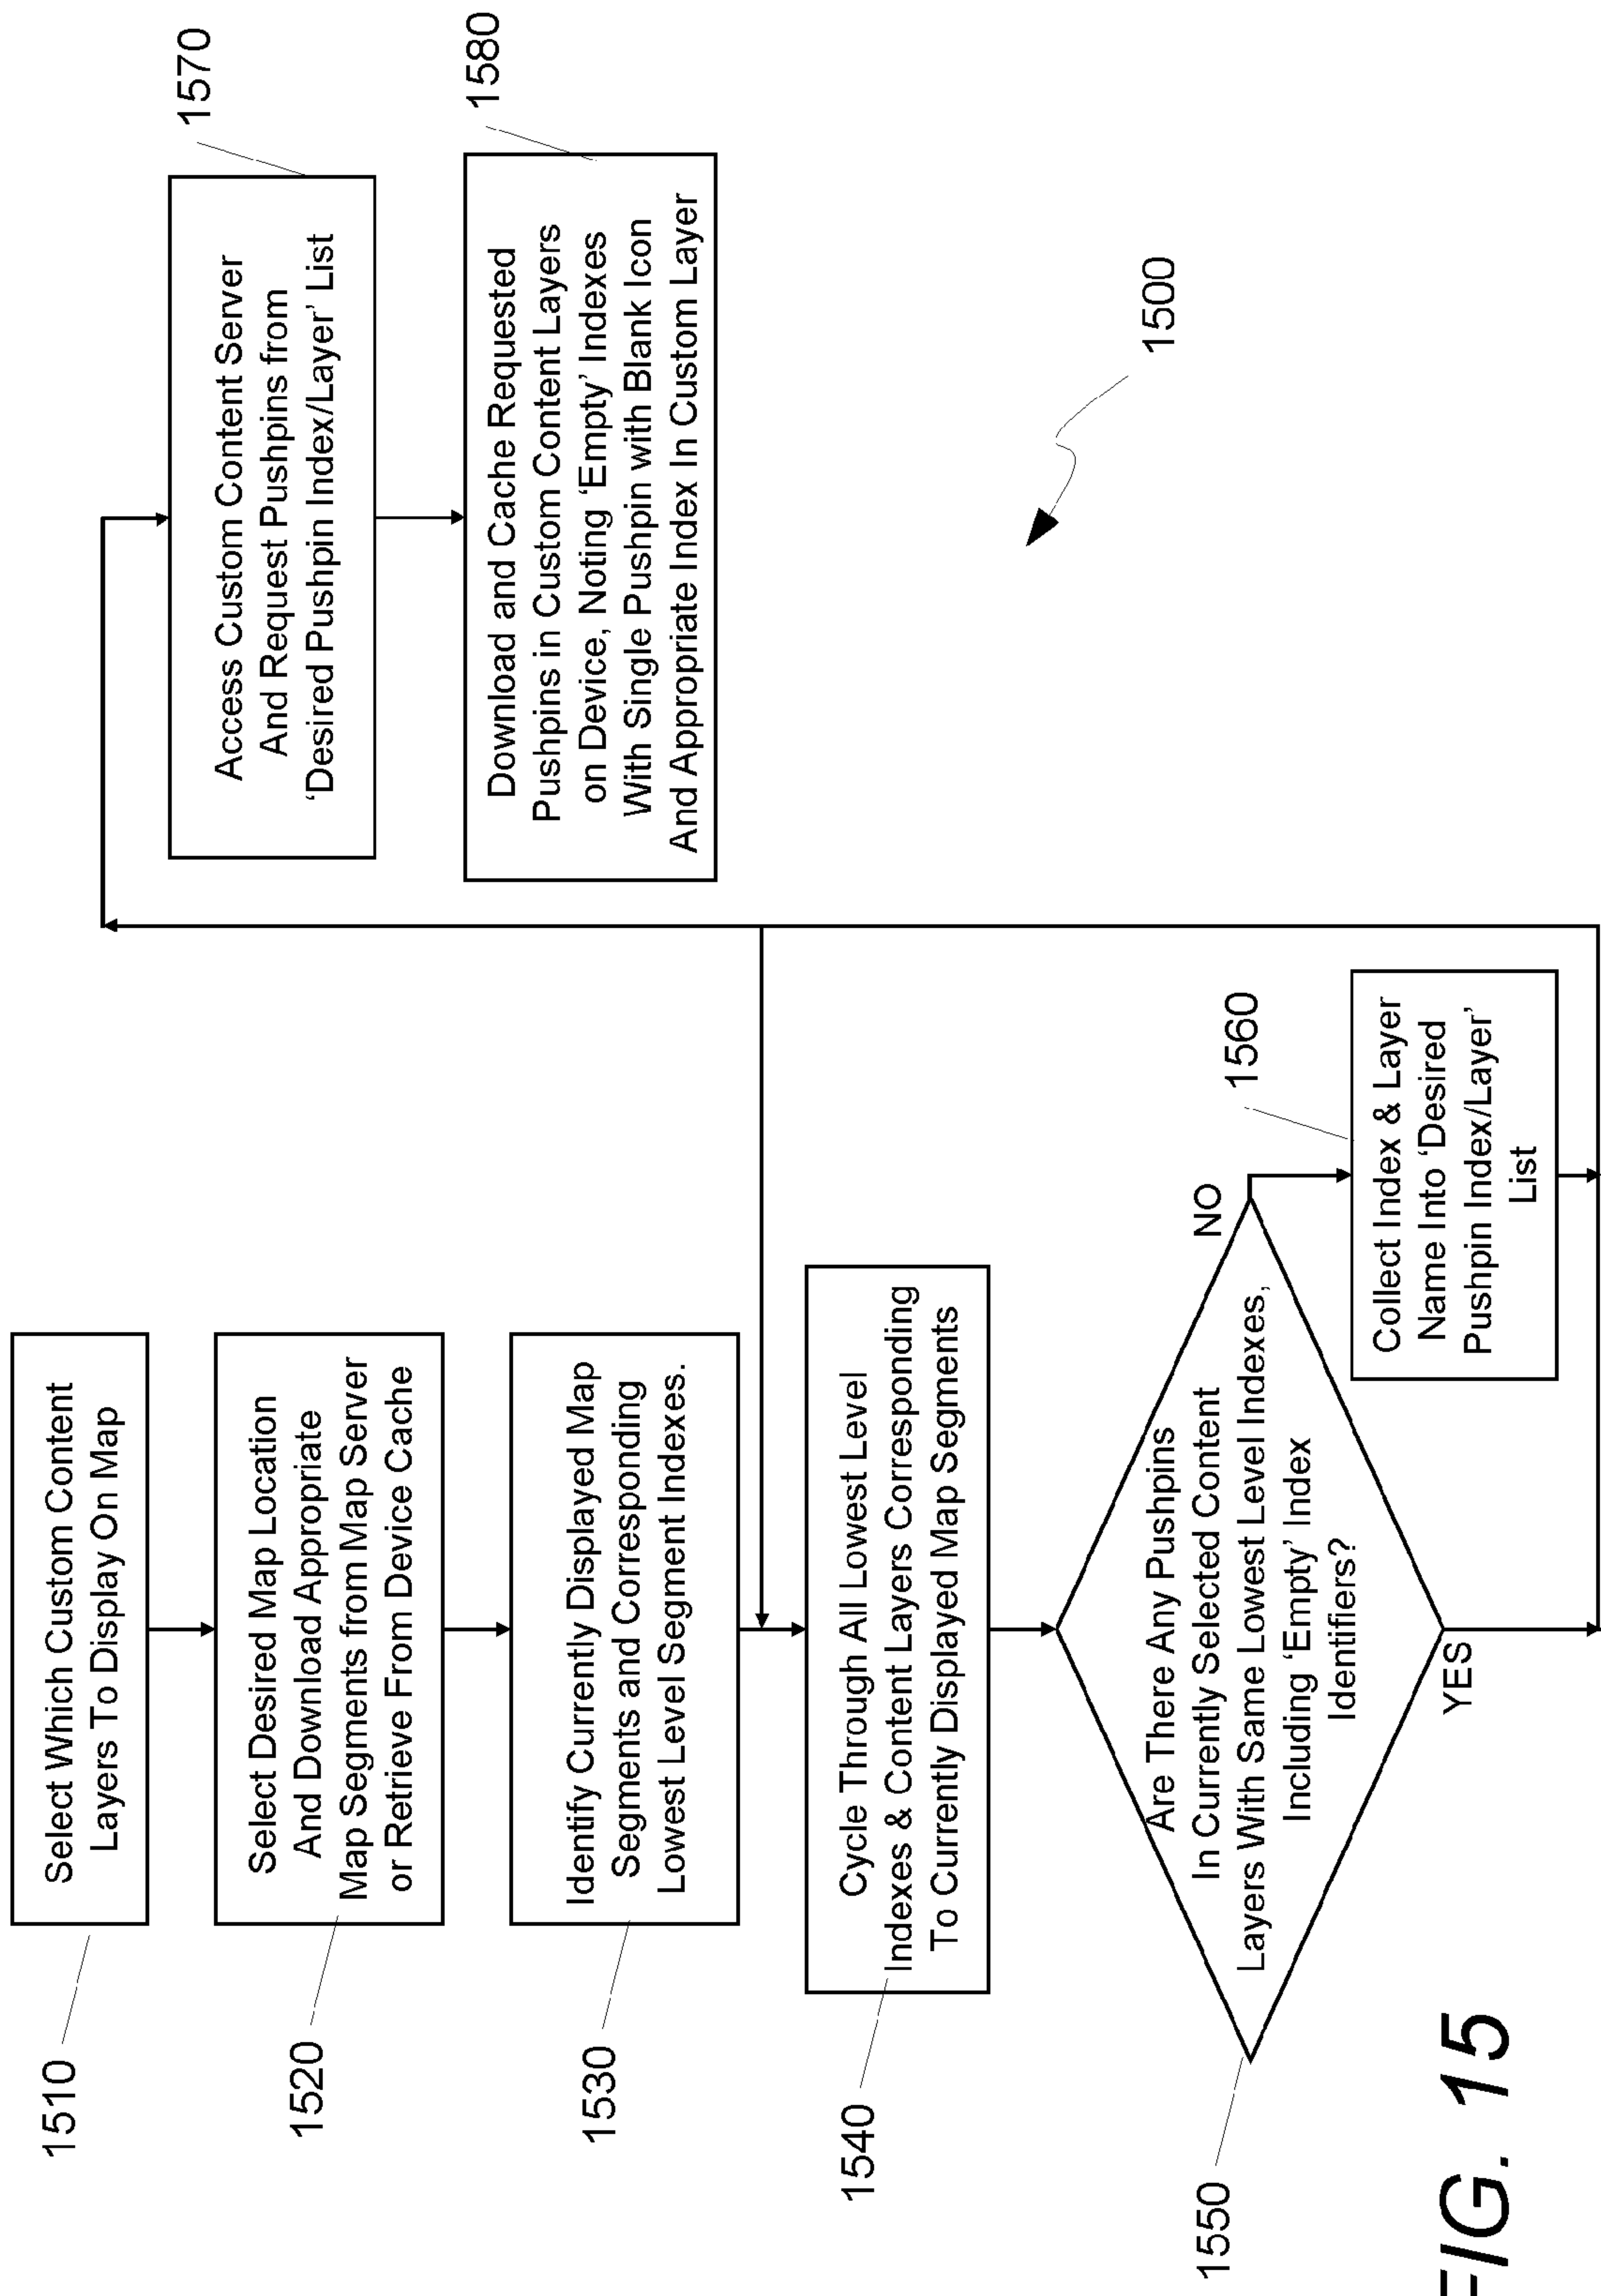 1510
Select Which Custom Content
Layers To Display On Map
1520
Select Desired Map Location
And Download Appropriate
Map Segments from Map Server
or Retrieve From Device Cache
1530
Identify Currently Displayed Map
Segments and Corresponding
Lowest Level Segment Indexes.
1540
Cycle Through All Lowest Level
Indexes & Content Layers Corresponding
To Currently Displayed Map Segments
1550
Are There Any Pushpins
In Currently Selected Content
Layers With Same Lowest Level Indexes,
Including ‘Empty’ Index
Identifiers?
NO
YES
1560
Collect Index & Layer
Name Into ‘Desired
Pushpin Index/Layer’
List
1570
Access Custom Content Server
And Request Pushpins from
‘Desired Pushpin Index/Layer’ List
1580
Download and Cache Requested
Pushpins in Custom Content Layers
on Device, Noting ‘Empty’ Indexes
With Single Pushpin with Blank Icon
And Appropriate Index In Custom Layer
1500
FIG. 15